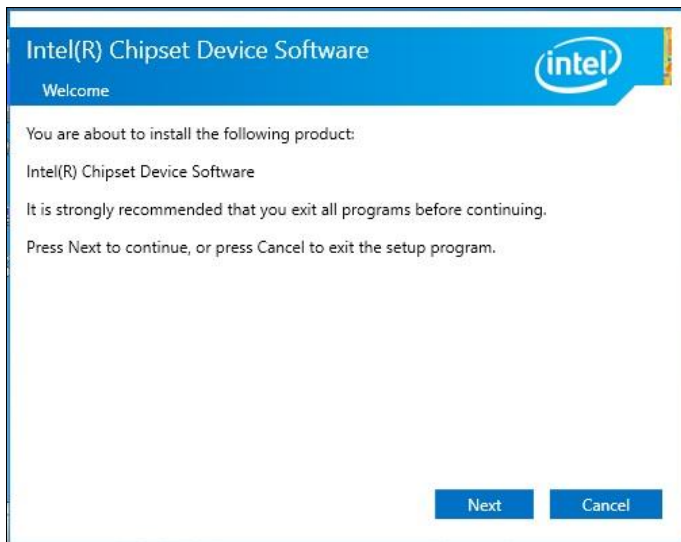 Intel(R) Chipset Device Software
intel
Welcome
You are about to install the following product:
Intel(R) Chipset Device Software
It is strongly recommended that you exit all programs before continuing.
Press Next to continue, or press Cancel to exit the setup program.
Next
Cancel